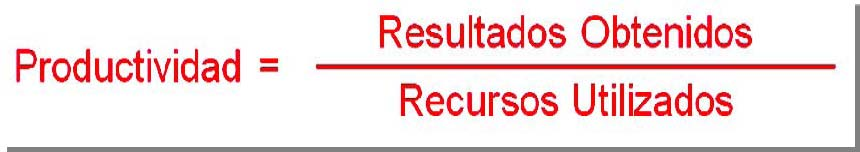 Resultados Obtenidos
Productividad =
Recursos Utilizados